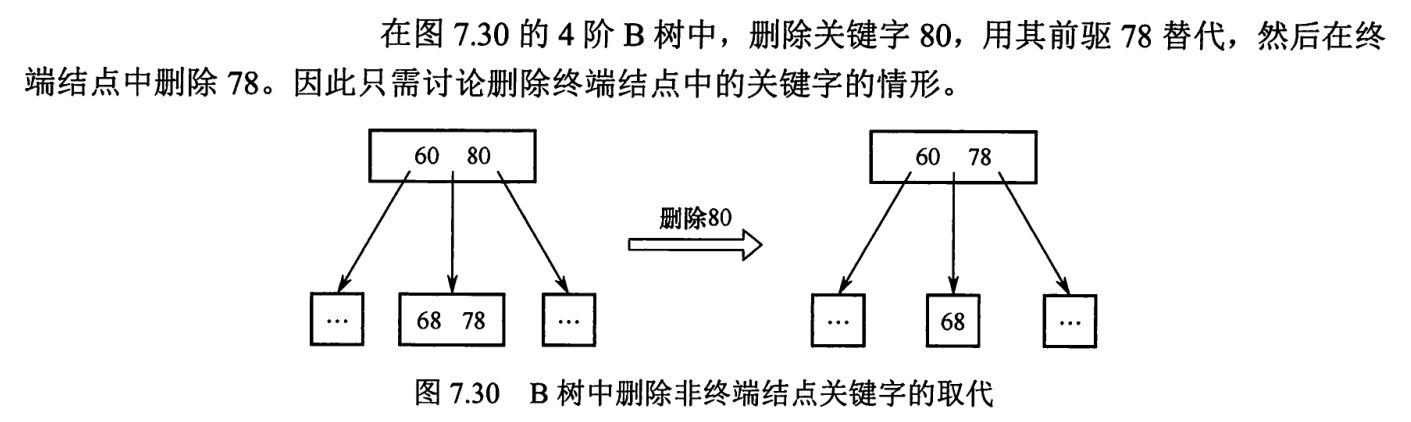 在图 7.30 的 4 阶 B 树中，删除关键字 80，用其前驱 78 替代，然后在终
端结点中删除 78。因此只需讨论删除终端结点中的关键字的情形。
60 80
60 78
删除80
...
68 78
...
...
68
...
图 7.30 B 树中删除非终端结点关键字的取代